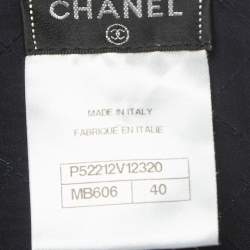 CHANEL
MADE IN ITALY
FABRIQUÉ EN ITALIE
P52212V12320
MB606 40